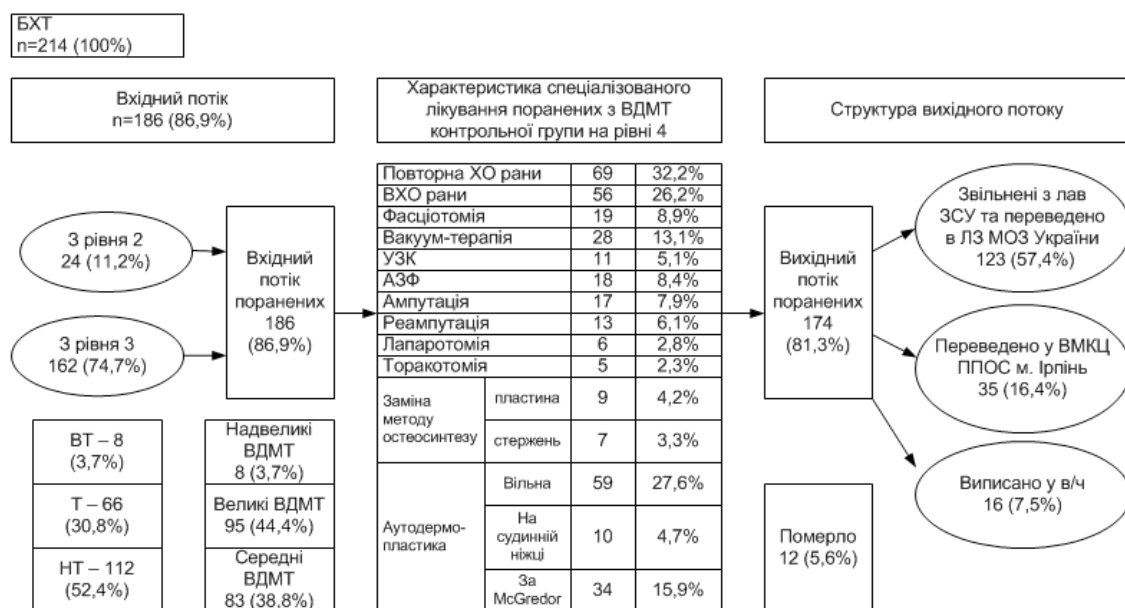 БХТ
n=214 (100%)
Вхідний потік
n=186 (86,9%)
Характеристика спеціалізованого
лікування поранених з ВДМТ
контрольної групи на рівні 4
Структура вихідного потоку
З рівня 2
24 (11,2%)
З рівня 3
162 (74,7%)
Вхідний
потік
поранених
186
(86,9%)
ВТ – 8
(3,7%)
Т – 66
(30,8%)
НТ – 112
(52,4%)
Надвеликі
ВДМТ
8 (3,7%)
Великі ВДМТ
95 (44,4%)
Середні
ВДМТ
83 (38,8%)
Повторна ХО рани 69 32,2%
ВХО рани 56 26,2%
Фасціотомія 19 8,9%
Вакуум-терапія 28 13,1%
УЗК 11 5,1%
АЗФ 18 8,4%
Ампутація 17 7,9%
Реампутація 13 6,1%
Лапаротомія 6 2,8%
Торакотомія 5 2,3%
Заміна
методу
остеосинтезу
пластина 9 4,2%
стержень 7 3,3%
Аутодермо-
пластика
Вільна 59 27,6%
На
судинній
ніжці
10 4,7%
За
McGredor
34 15,9%
Вихідний
потік
поранених
174
(81,3%)
Померло
12 (5,6%)
Звільнені з лав
ЗСУ та переведено
в ЛЗ МОЗ України
123 (57,4%)
Переведено у ВМКЦ
ППОС м. Ірпінь
35 (16,4%)
Виписано у в/ч
16 (7,5%)